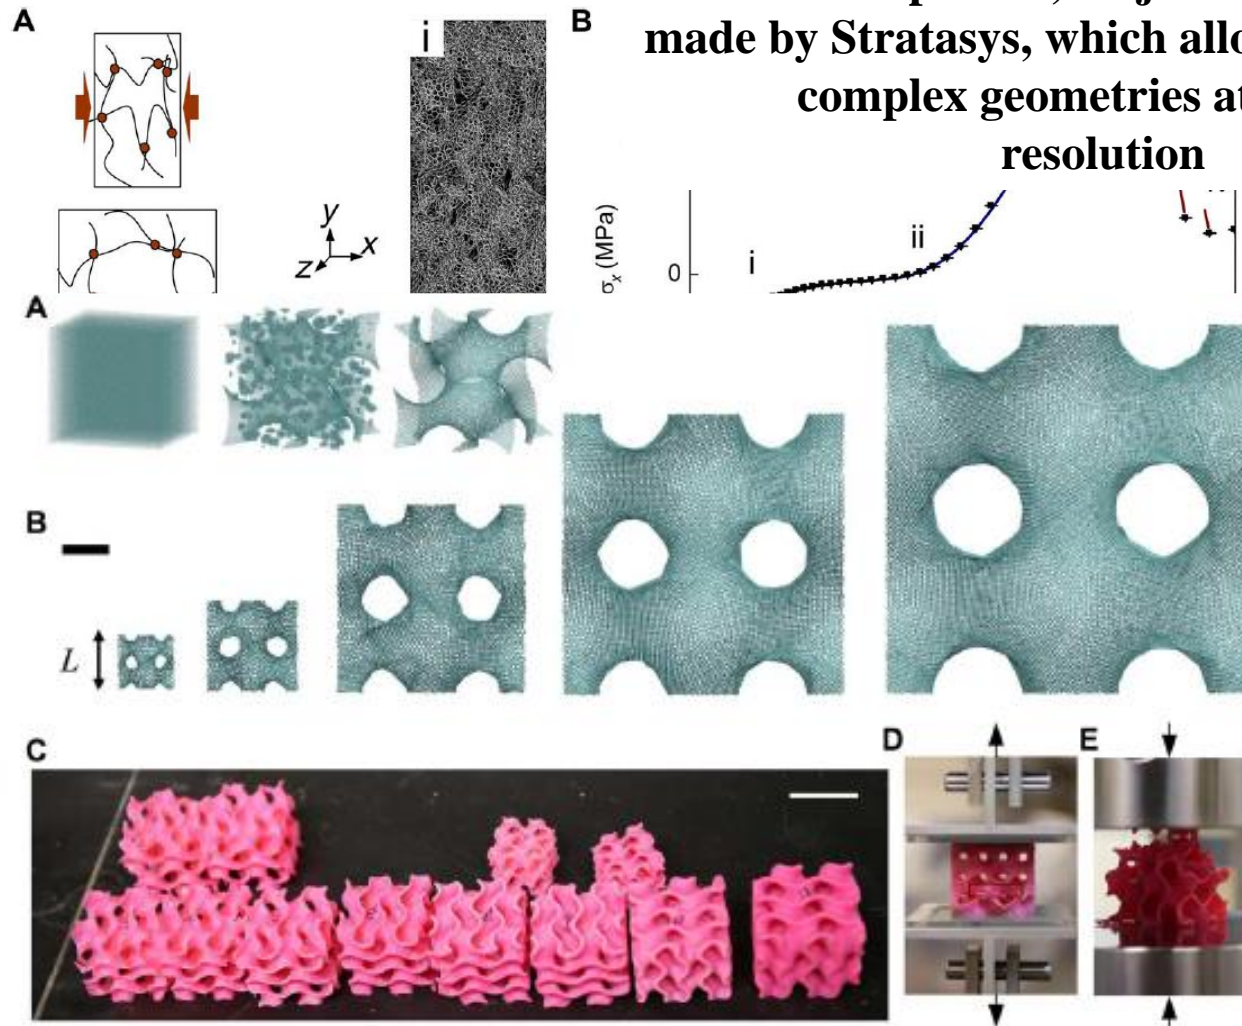 A
i
B
made by Stratasys, which allo
complex geometries at
resolution
y
x
z
σx (MPa)
0
i
ii
A
B
L
C
D
E